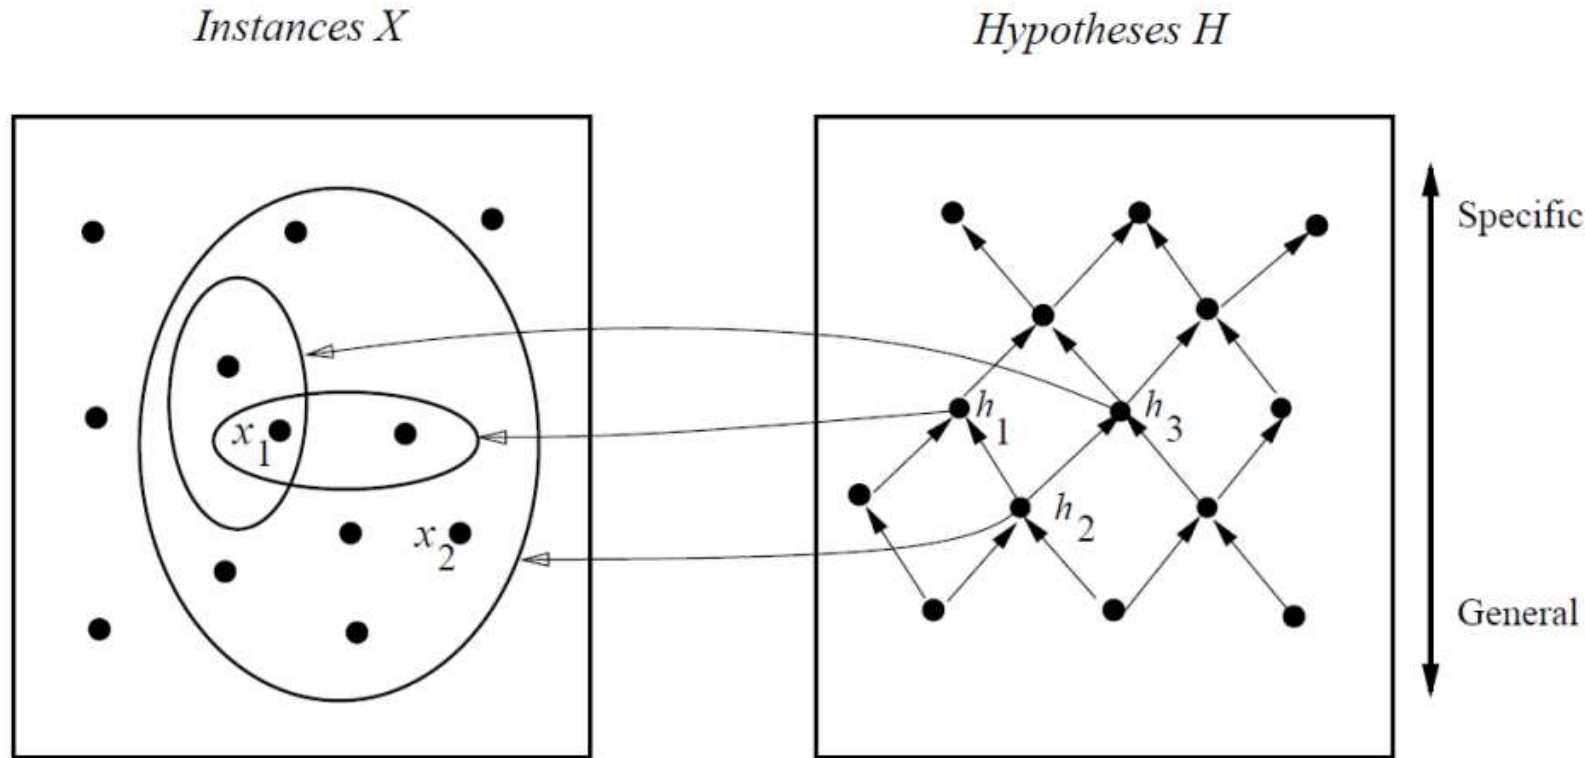 Instances X
Hypotheses H
Specific
x1
h1
h3
x2
h2
General